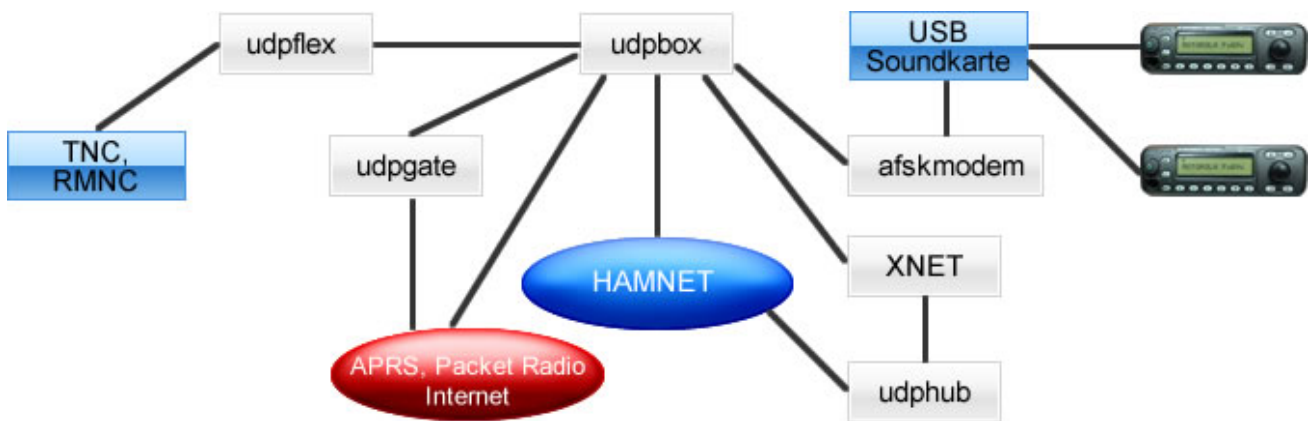 udpflex
udpbox
USB
Soundkarte
TNC,
RMNC
udpgate
afskmodem
HAMNET
XNET
APRS, Packet Radio
Internet
udphub